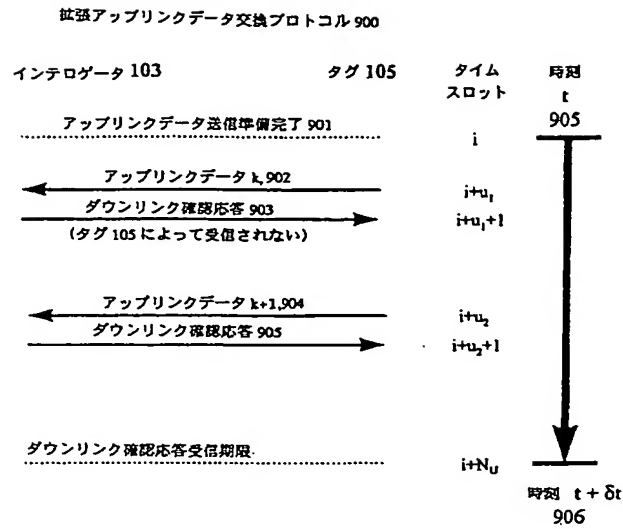 拡張アップリンクデータ交換プロトコル 900
インテロゲータ 103
タグ 105
タイム
スロット
時刻
t
905
アップリンクデータ送信準備完了 901
i
アップリンクデータ k, 902
i+u₁
ダウンリンク確認応答 903
i+u₁+1
(タグ 105 によって受信されない)
アップリンクデータ k+1,904
i+u₂
ダウンリンク確認応答 905
i+u₂+1
ダウンリンク確認応答受信期限
i+Nᵤ
時刻 t + δt
906